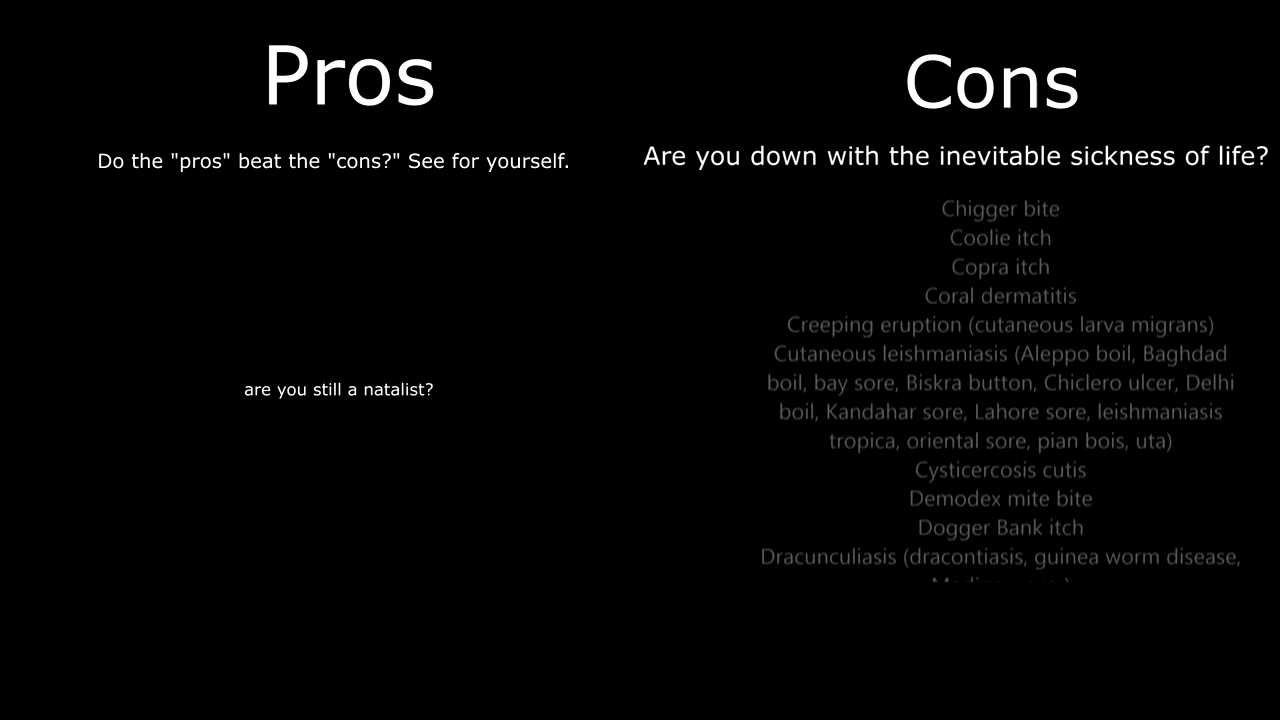 Pros
Do the "pros" beat the "cons?" See for yourself.
are you still a natalist?
Cons
Are you down with the inevitable sickness of life?
Chigger bite
Coolie itch
Copra itch
Coral dermatitis
Creeping eruption (cutaneous larva migrans)
Cutaneous leishmaniasis (Aleppo boil, Baghdad
boil, bay sore, Biskra button, Chiclero ulcer, Delhi
boil, Kandahar sore, Lahore sore, leishmaniasis
tropica, oriental sore, pian bois, uta)
Cysticercosis cutis
Demodex mite bite
Dogger Bank itch
Dracunculiasis (dracontiasis, guinea worm disease,